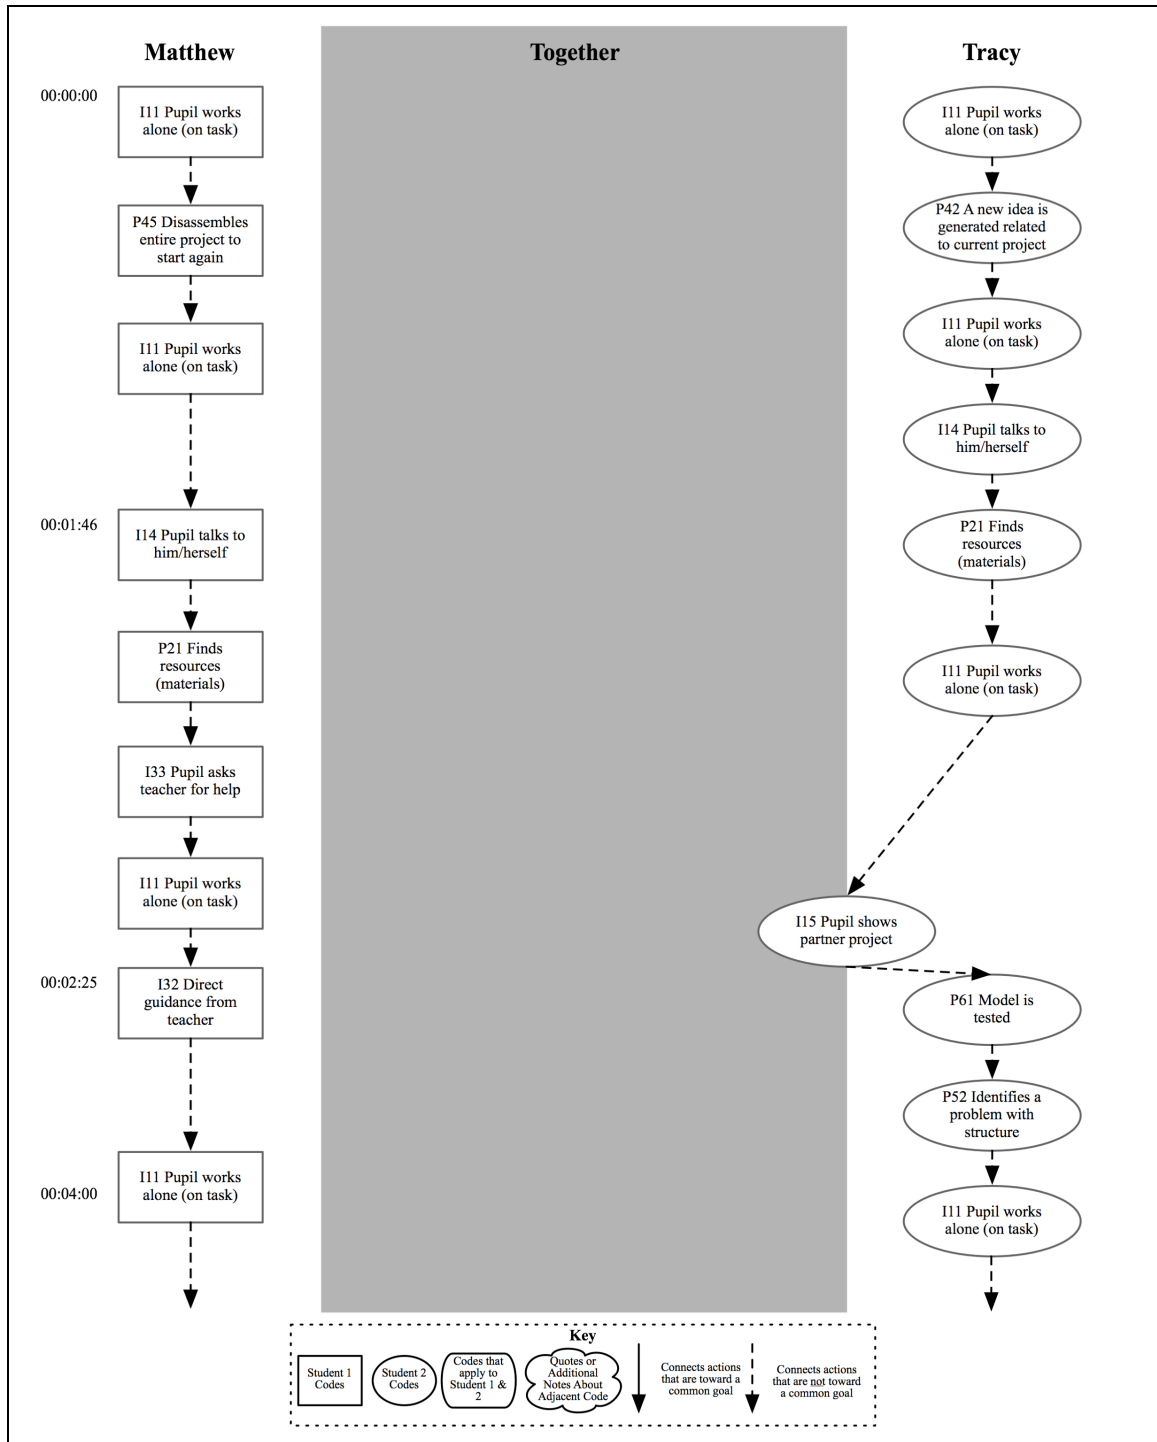 Matthew
Together
Tracy
00:00:00
I11 Pupil works
alone (on task)
P45 Disassembles
entire project to
start again
I11 Pupil works
alone (on task)
00:01:46
I14 Pupil talks to
him/herself
P21 Finds
resources
(materials)
I33 Pupil asks
teacher for help
I11 Pupil works
alone (on task)
00:02:25
I32 Direct
guidance from
teacher
00:04:00
I11 Pupil works
alone (on task)
I11 Pupil works
alone (on task)
P42 A new idea is
generated related
to current project
I11 Pupil works
alone (on task)
I14 Pupil talks to
him/herself
P21 Finds
resources
(materials)
I11 Pupil works
alone (on task)
I15 Pupil shows
partner project
P61 Model is
tested
P52 Identifies a
problem with
structure
I11 Pupil works
alone (on task)
Key
Student 1
Codes
Student 2
Codes
Codes that
apply to
Student 1 &
2
Quotes or
Additional
Notes About
Adjacent Code
Connects actions
that are toward a
common goal
Connects actions
that are not toward
a common goal